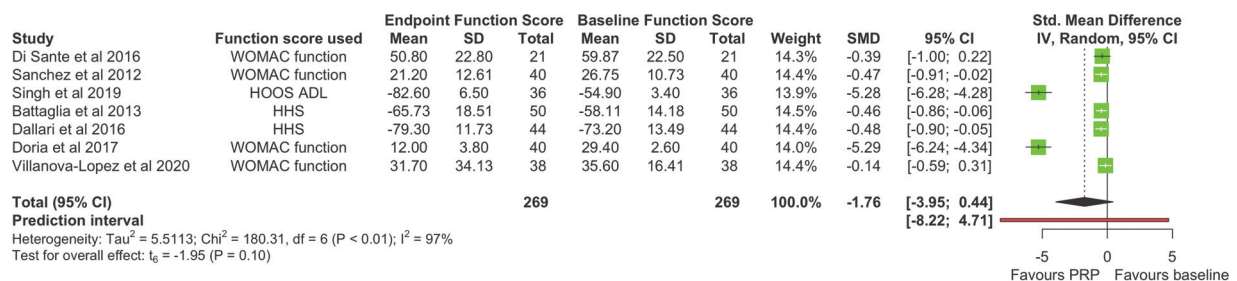 Endpoint Function Score Baseline Function Score Std. Mean Difference
Study Function score used Mean SD Total Mean SD Total Weight SMD 95% CI IV, Random, 95% CI
Di Sante et al 2016 WOMAC function 50.80 22.80 21 59.87 22.50 21 14.3% -0.39 [-1.00; 0.22]
Sanchez et al 2012 WOMAC function 21.20 12.61 40 26.75 10.73 40 14.4% -0.47 [-0.91; -0.02]
Singh et al 2019 HOOS ADL -82.60 6.50 36 -54.90 3.40 36 13.9% -5.28 [-6.28; -4.28]
Battaglia et al 2013 HHS -65.73 18.51 50 -58.11 14.18 50 14.5% -0.46 [-0.86; -0.06]
Dallari et al 2016 HHS -79.30 11.73 44 -73.20 13.49 44 14.4% -0.48 [-0.90; -0.05]
Doria et al 2017 WOMAC function 12.00 3.80 40 29.40 2.60 40 14.0% -5.29 [-6.24; -4.34]
Villanova-Lopez et al 2020 WOMAC function 31.70 34.13 38 35.60 16.41 38 14.4% -0.14 [-0.59; 0.31]
Total (95% CI) 269 269 100.0% -1.76 [-3.95; 0.44]
Prediction interval [-8.22; 4.71]
Heterogeneity: Tau² = 5.5113; Chi² = 180.31, df = 6 (P < 0.01); I² = 97%
Test for overall effect: t₆ = -1.95 (P = 0.10)
-5 0 5
Favours PRP Favours baseline